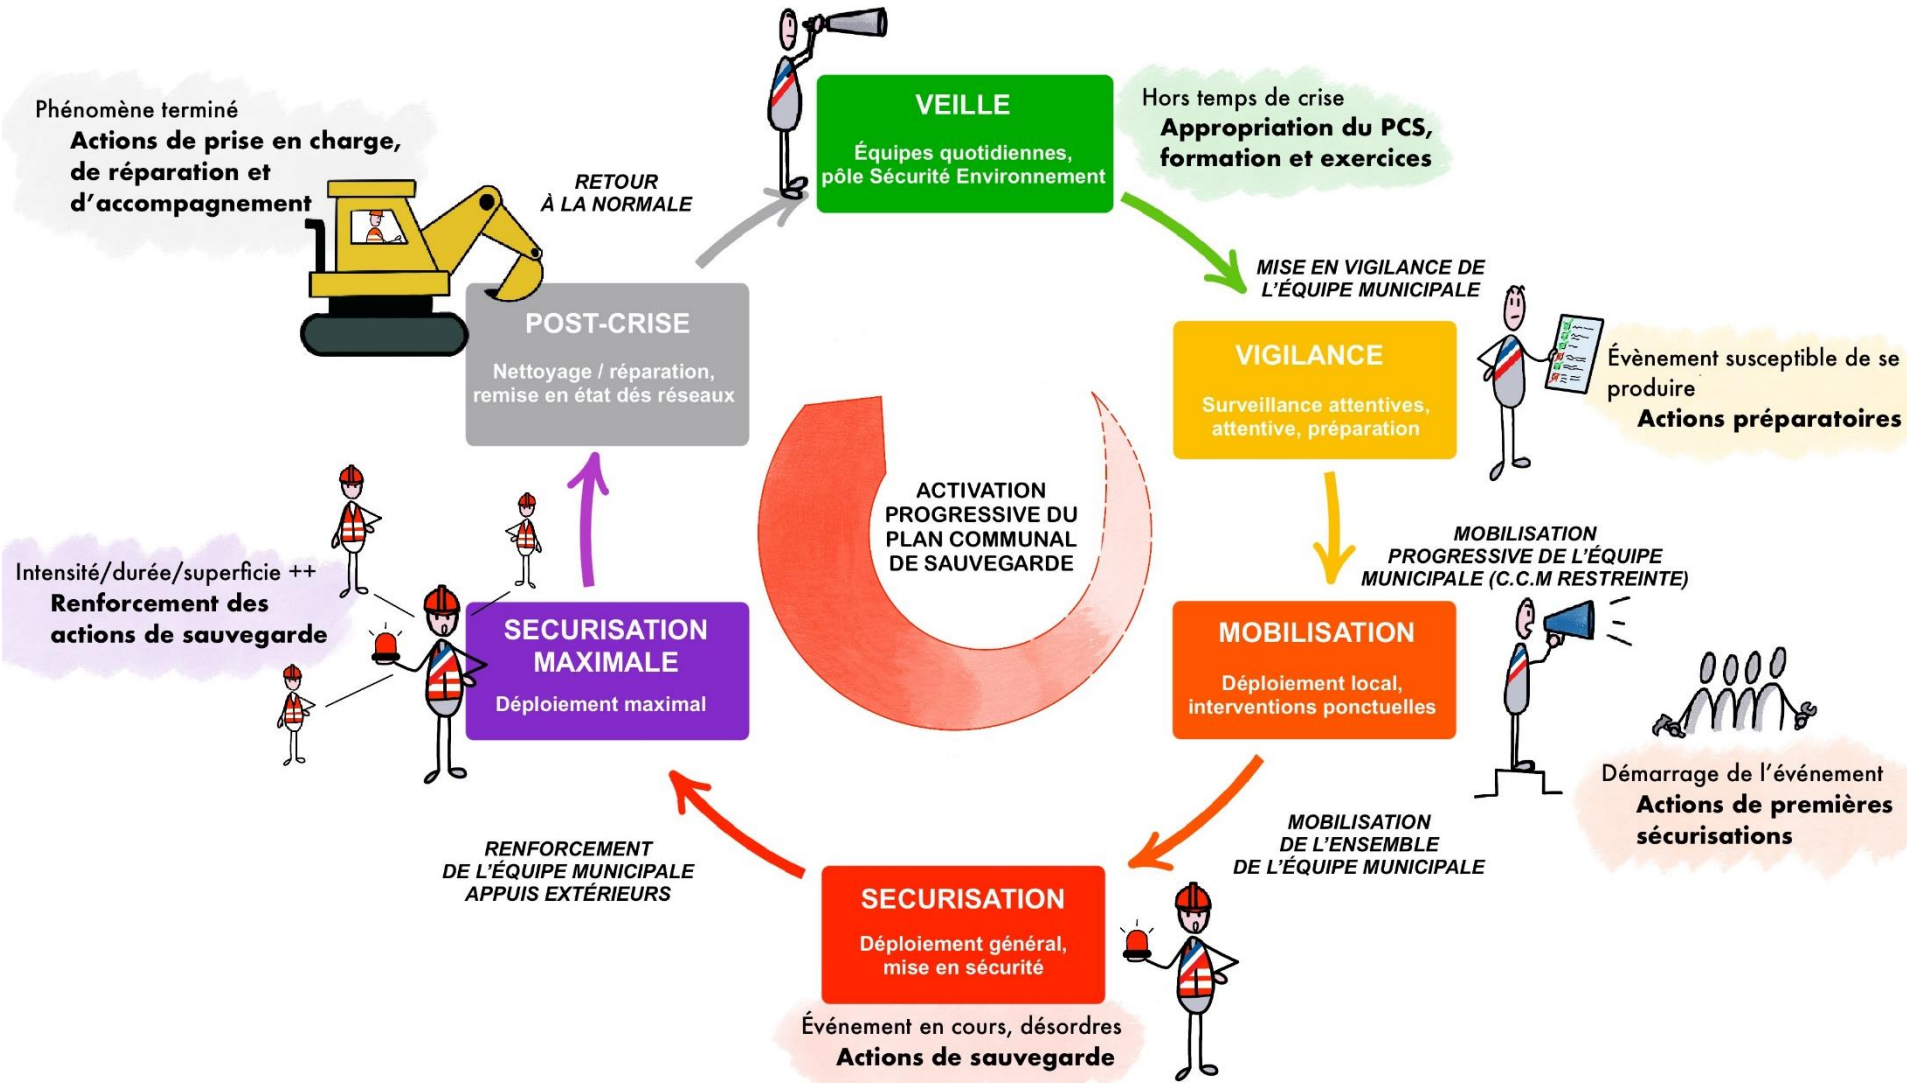 VEILLE
Équipes quotidiennes,
pôle Sécurité Environnement
Hors temps de crise
Appropriation du PCS,
formation et exercices
MISE EN VIGILANCE DE
L'ÉQUIPE MUNICIPALE
VIGILANCE
Surveillance attentives,
attentive, préparation
Évènement susceptible de se
produire
Actions préparatoires
MOBILISATION
PROGRESSIVE DE L'ÉQUIPE
MUNICIPALE (C.C.M RESTREINTE)
MOBILISATION
Déploiement local,
interventions ponctuelles
Démarrage de l'événement
Actions de premières
sécurisations
MOBILISATION
DE L'ENSEMBLE
DE L'ÉQUIPE MUNICIPALE
SECURISATION
Déploiement général,
mise en sécurité
Événement en cours, désordres
Actions de sauvegarde
RENFORCEMENT
DE L'ÉQUIPE MUNICIPALE
APPUIS EXTÉRIEURS
SECURISATION
MAXIMALE
Déploiement maximal
Intensité/durée/superficie ++
Renforcement des
actions de sauvegarde
POST-CRISE
Nettoyage / réparation,
remise en état dés réseaux
Phénomène terminé
Actions de prise en charge,
de réparation et
d'accompagnement
RETOUR
À LA NORMALE
ACTIVATION
PROGRESSIVE DU
PLAN COMMUNAL
DE SAUVEGARDE